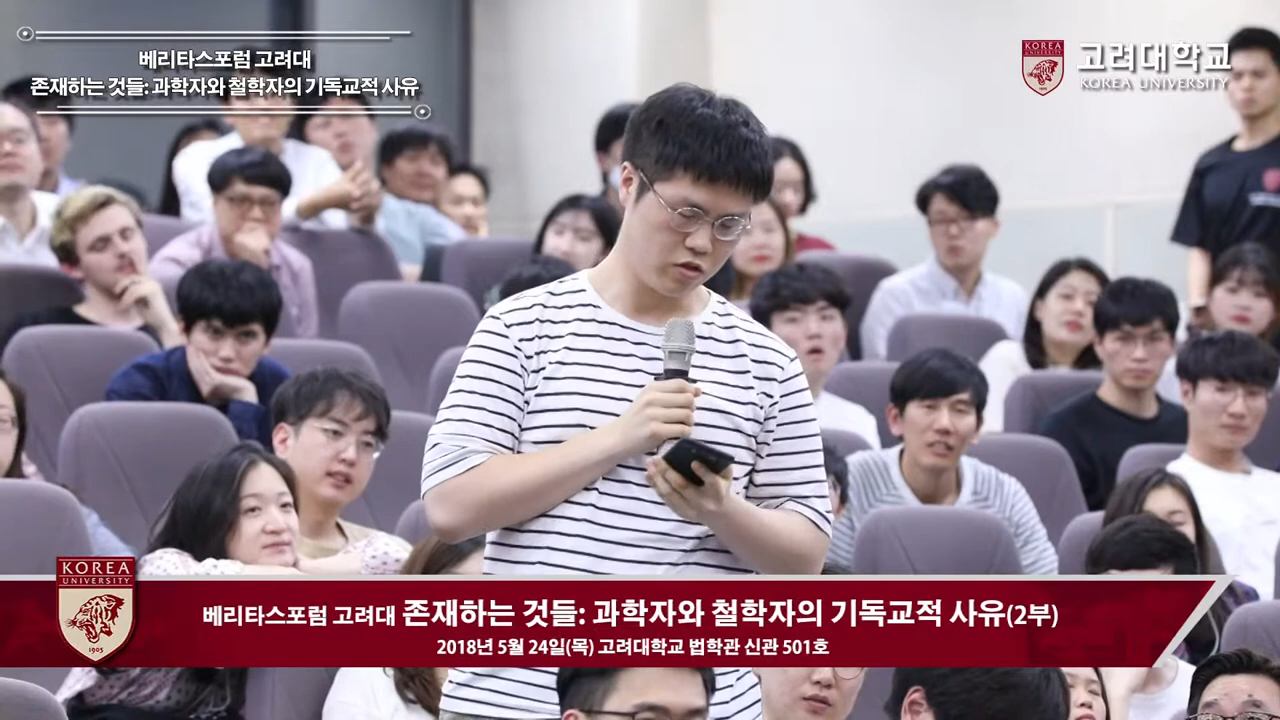 베리타스포럼 고려대
존재하는 것들: 과학자와 철학자의 기독교적 사유
KOREA
UNIVERSITY
1905
고려대학교
KOREA UNIVERSITY
KOREA
UNIVERSITY
1905
베리타스포럼 고려대 존재하는 것들: 과학자와 철학자의 기독교적 사유(2부)
2018년 5월 24일(목) 고려대학교 법학관 신관 501호